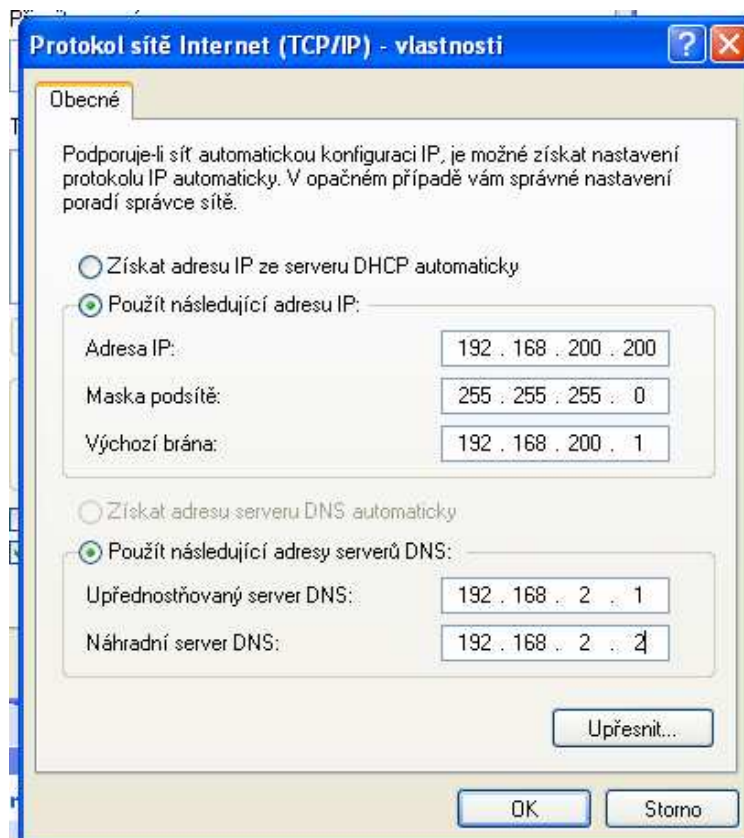 Protokol sítě Internet (TCP/IP) - vlastnosti
Obecné
Podporuje-li síť automatickou konfiguraci IP, je možné získat nastavení
protokolu IP automaticky. V opačném případě vám správné nastavení
poradí správce sítě.
Získat adresu IP ze serveru DHCP automaticky
Použít následující adresu IP:
Adresa IP: 192 . 168 . 200 . 200
Maska podsítě: 255 . 255 . 255 . 0
Výchozí brána: 192 . 168 . 200 . 1
Získat adresu serveru DNS automaticky
Použít následující adresy serverů DNS:
Upřednostňovaný server DNS: 192 . 168 . 2 . 1
Náhradní server DNS: 192 . 168 . 2 . 2
Upřesnit...
OK Storno